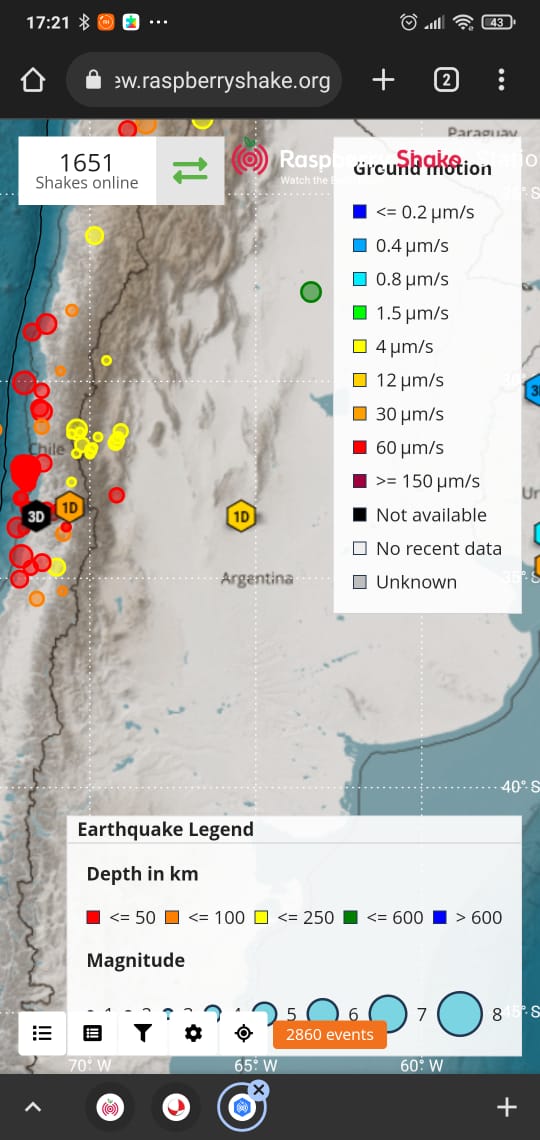 17:21
43
ew.raspberryshake.org
2
Paraguay
1651
Shakes online
Shake
Watch the
Ground motion
<= 0.2 µm/s
0.4 µm/s
0.8 µm/s
1.5 µm/s
4 µm/s
12 µm/s
30 µm/s
60 µm/s
>= 150 µm/s
Not available
No recent data
Unknown
Chile
3D
1D
1D
Argentina
35° S
40° S
Earthquake Legend
Depth in km
<= 50
<= 100
<= 250
<= 600
> 600
Magnitude
5
6
7
8
45° S
2860 events
70° W
65° W
60° W